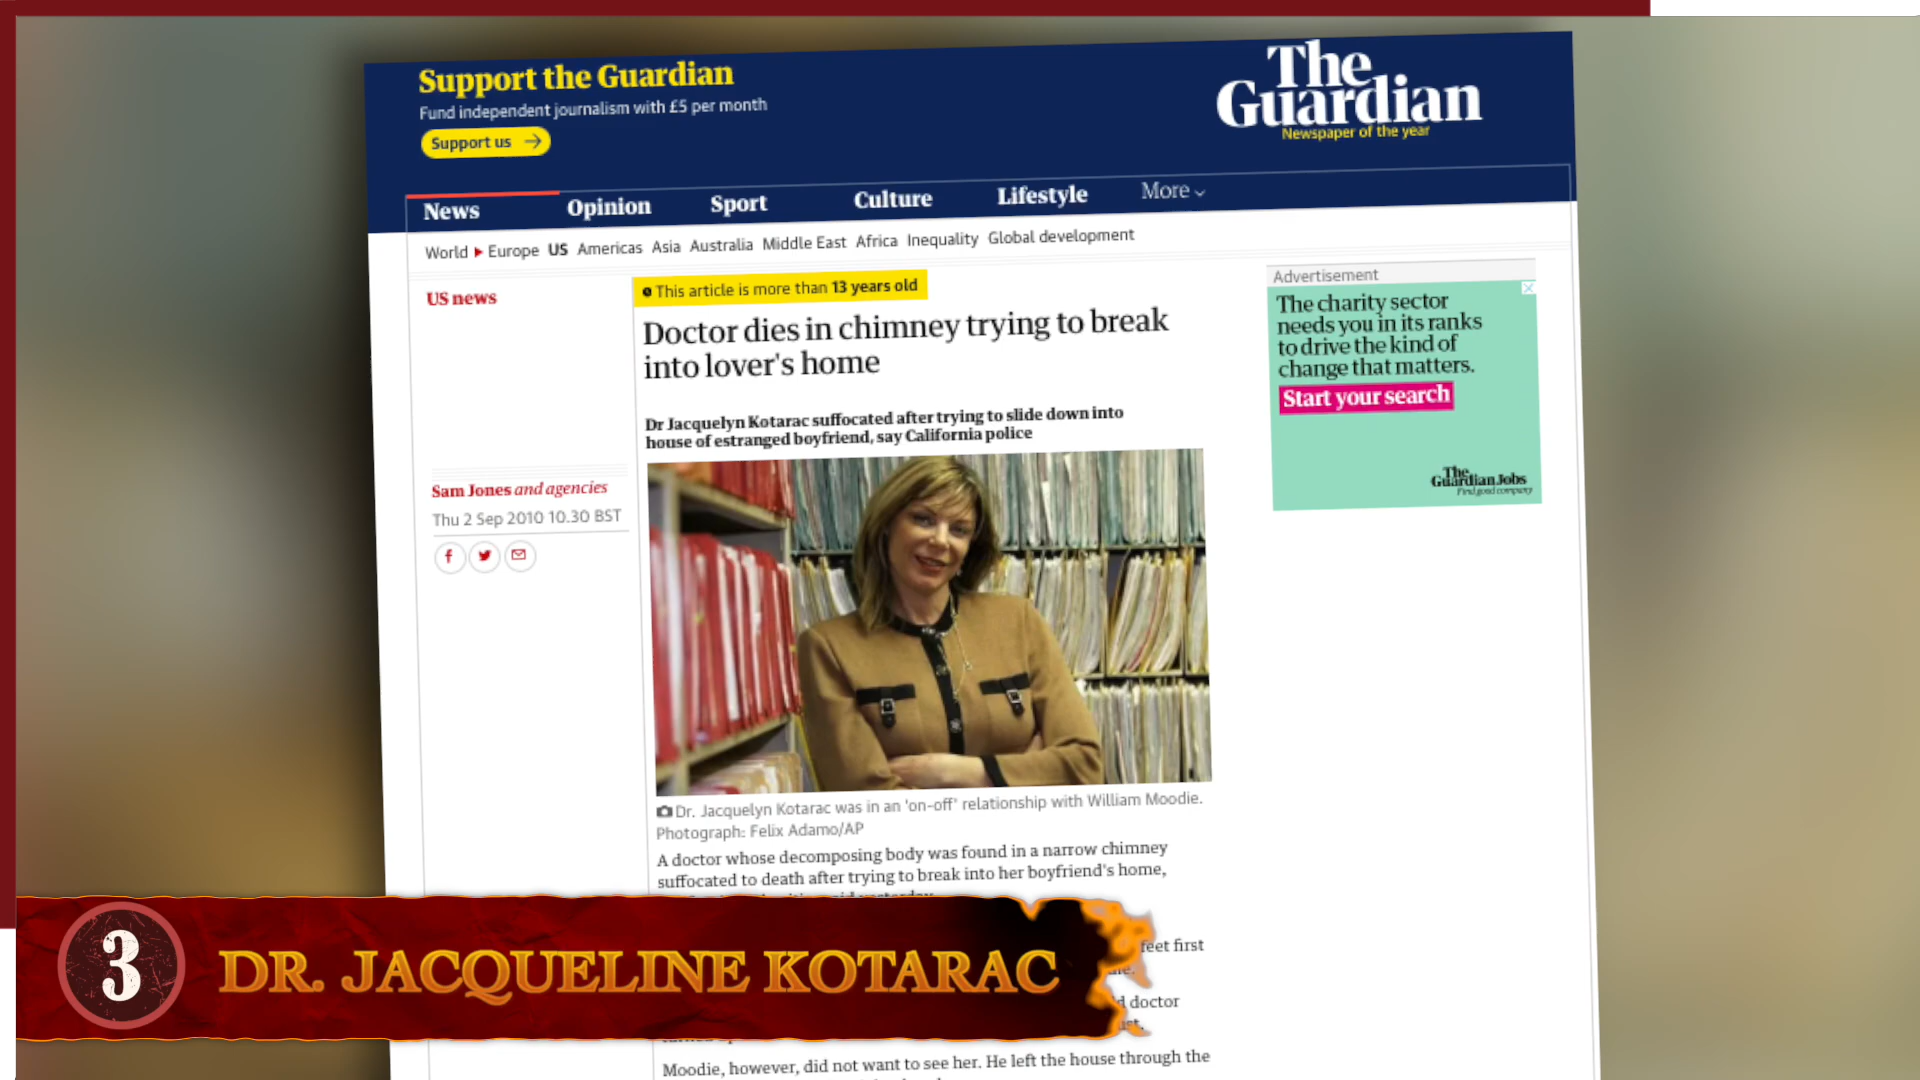 Support the Guardian
Fund independent journalism with £5 per month
Support us
The
Guardian
Newspaper of the year
News Opinion Sport Culture Lifestyle More
World Europe US Americas Asia Australia Middle East Africa Inequality Global development
US news
This article is more than 13 years old
Doctor dies in chimney trying to break
into lover's home
Dr Jacquelyn Kotarac suffocated after trying to slide down into
house of estranged boyfriend, say California police
Sam Jones and agencies
Thu 2 Sep 2010 10.30 BST
Advertisement
The charity sector
needs you in its ranks
to drive the kind of
change that matters.
Start your search
The
Guardian Jobs
Find good company
Dr. Jacquelyn Kotarac was in an 'on-off' relationship with William Moodie.
Photograph: Felix Adamo/AP
A doctor whose decomposing body was found in a narrow chimney
suffocated to death after trying to break into her boyfriend's home,
feet first
doctor
Moodie, however, did not want to see her. He left the house through the
3 DR. JACQUELINE KOTARAC